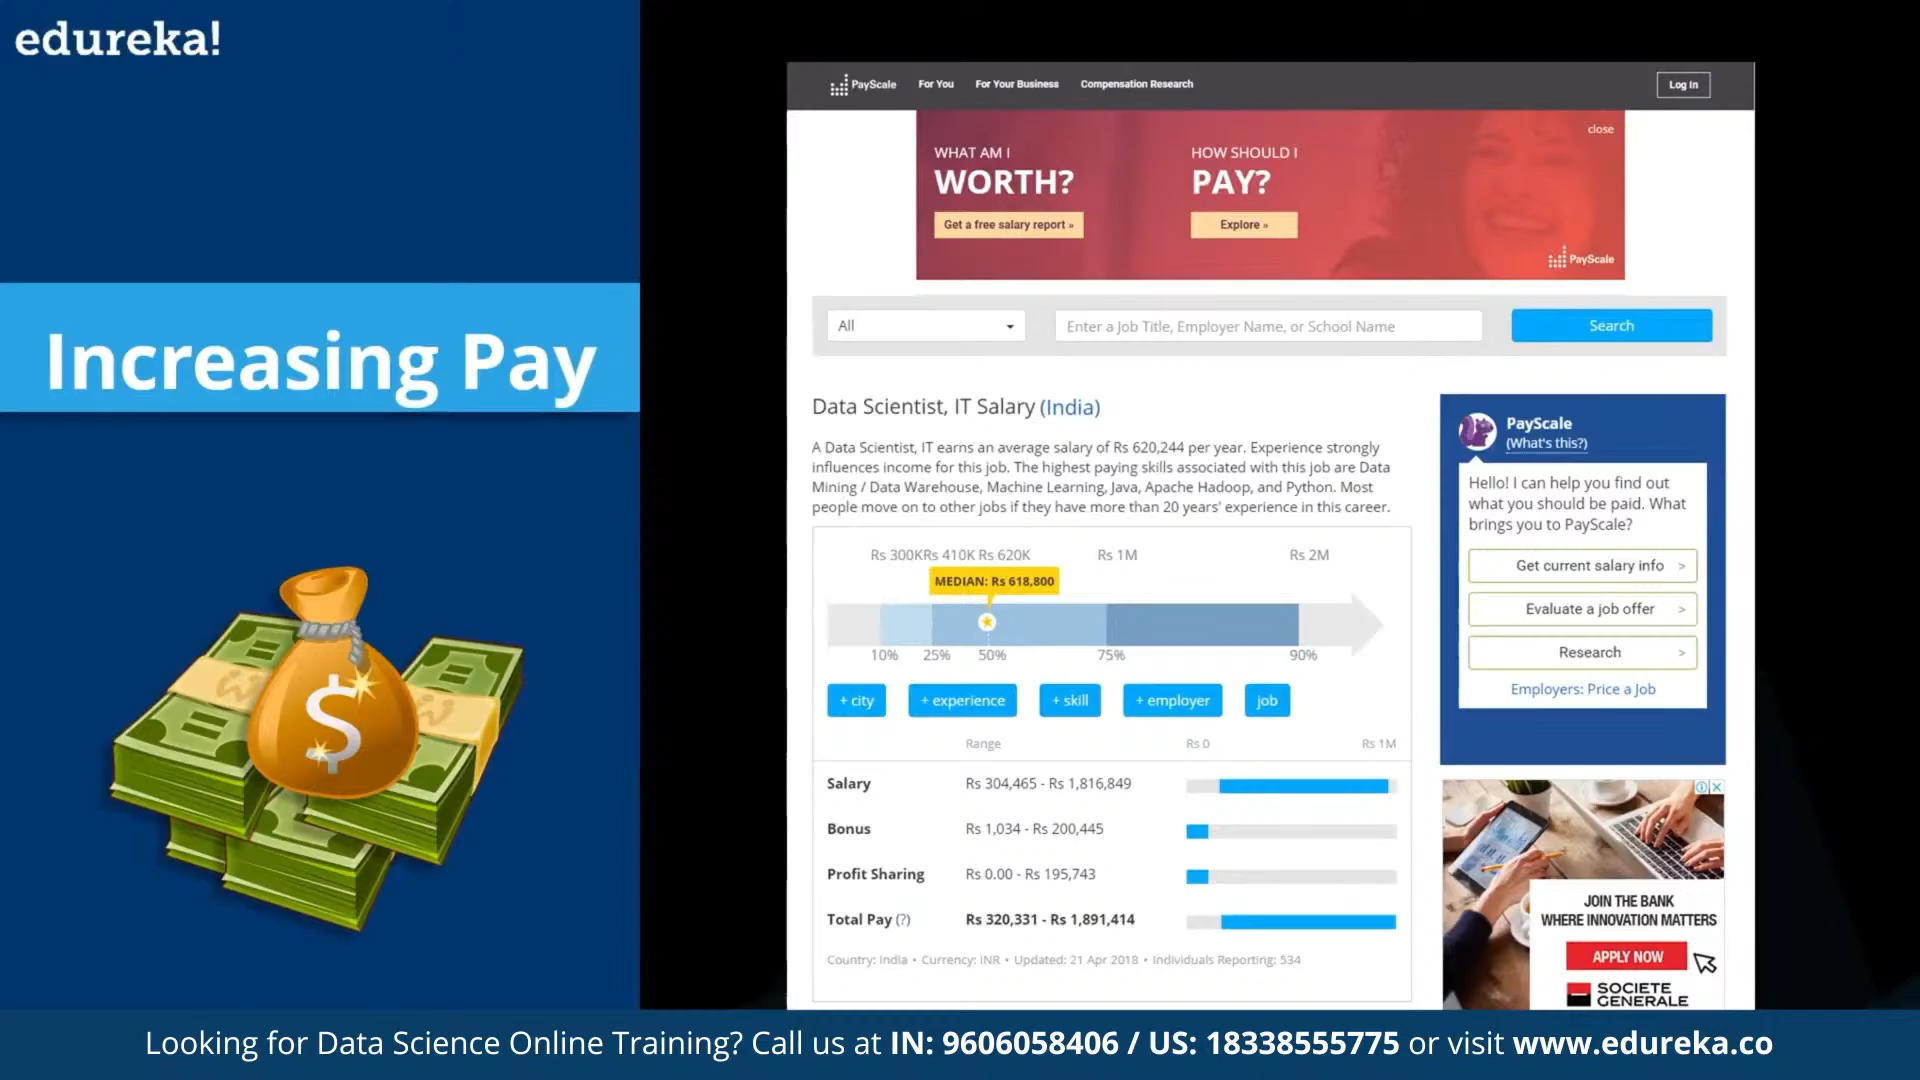 edureka!
Increasing Pay
PayScale For You For Your Business Compensation Research Log In
close
WHAT AM I
WORTH?
Get a free salary report »
HOW SHOULD I
PAY?
Explore »
PayScale
All
Enter a Job Title, Employer Name, or School Name
Search
Data Scientist, IT Salary (India)
A Data Scientist, IT earns an average salary of Rs 620,244 per year. Experience strongly
influences income for this job. The highest paying skills associated with this job are Data
Mining / Data Warehouse, Machine Learning, Java, Apache Hadoop, and Python. Most
people move on to other jobs if they have more than 20 years' experience in this career.
Rs 300K Rs 410K Rs 620K Rs 1M Rs 2M
MEDIAN: Rs 618,800
10% 25% 50% 75% 90%
+ city + experience + skill + employer job
Range Rs 0 Rs 1M
Salary Rs 304,465 - Rs 1,816,849
Bonus Rs 1,034 - Rs 200,445
Profit Sharing Rs 0.00 - Rs 195,743
Total Pay (?) Rs 320,331 - Rs 1,891,414
Country: India • Currency: INR • Updated: 21 Apr 2018 • Individuals Reporting: 534
PayScale
(What's this?)
Hello! I can help you find out
what you should be paid. What
brings you to PayScale?
Get current salary info >
Evaluate a job offer >
Research >
Employers: Price a Job
JOIN THE BANK
WHERE INNOVATION MATTERS
APPLY NOW
SOCIETE
GENERALE
$
Looking for Data Science Online Training? Call us at IN: 9606058406 / US: 18338555775 or visit www.edureka.co